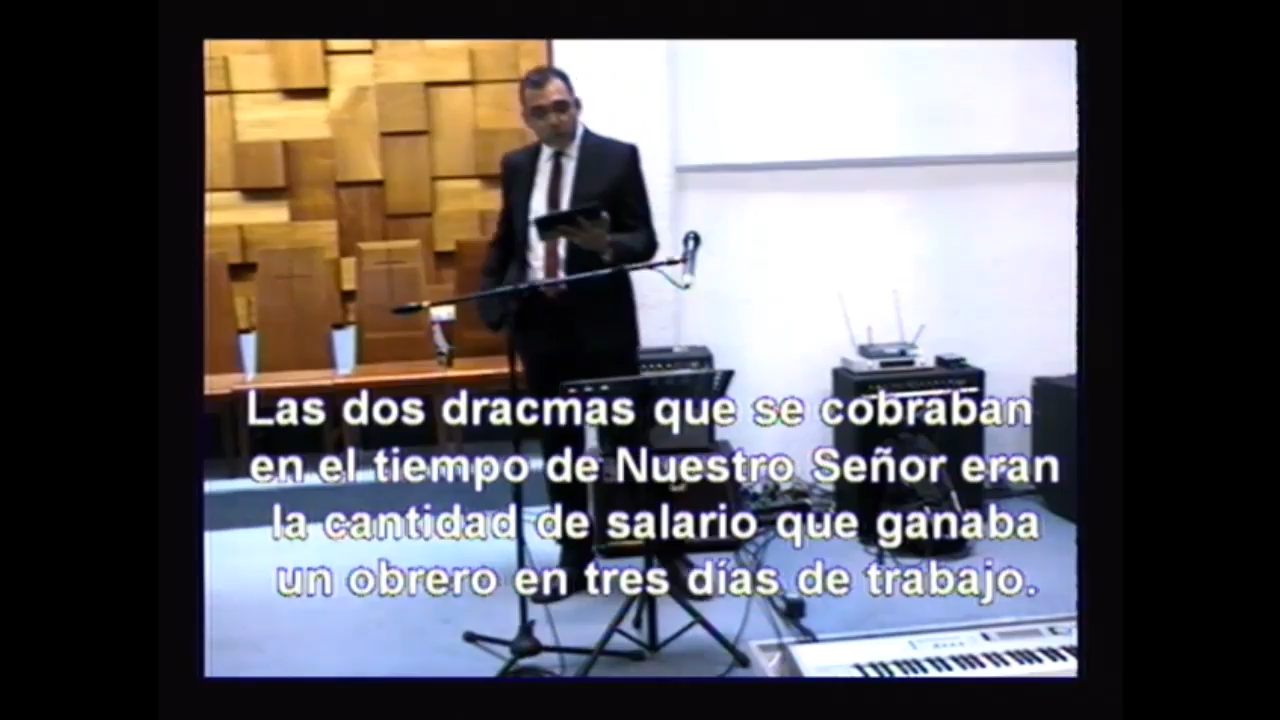 Las dos dracmas que se cobraban
en el tiempo de Nuestro Señor eran
la cantidad de salario que ganaba
un obrero en tres días de trabajo.